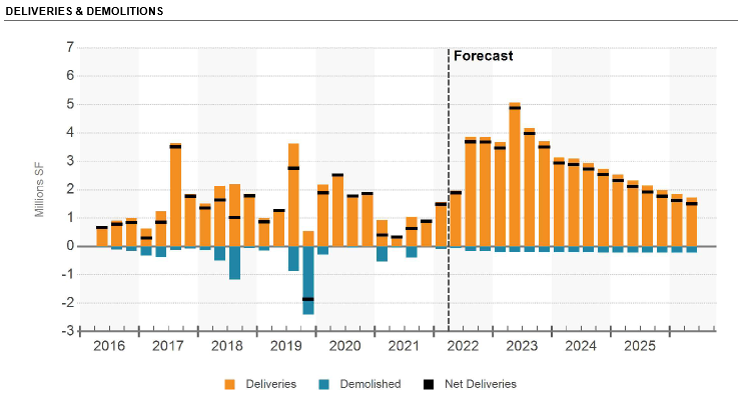 DELIVERIES & DEMOLITIONS
7
Forecast
6
5
4
3
2
1
0
-1
-2
-3
Millions SF
2016 2017 2018 2019 2020 2021 2022 2023 2024 2025
Deliveries Demolished Net Deliveries